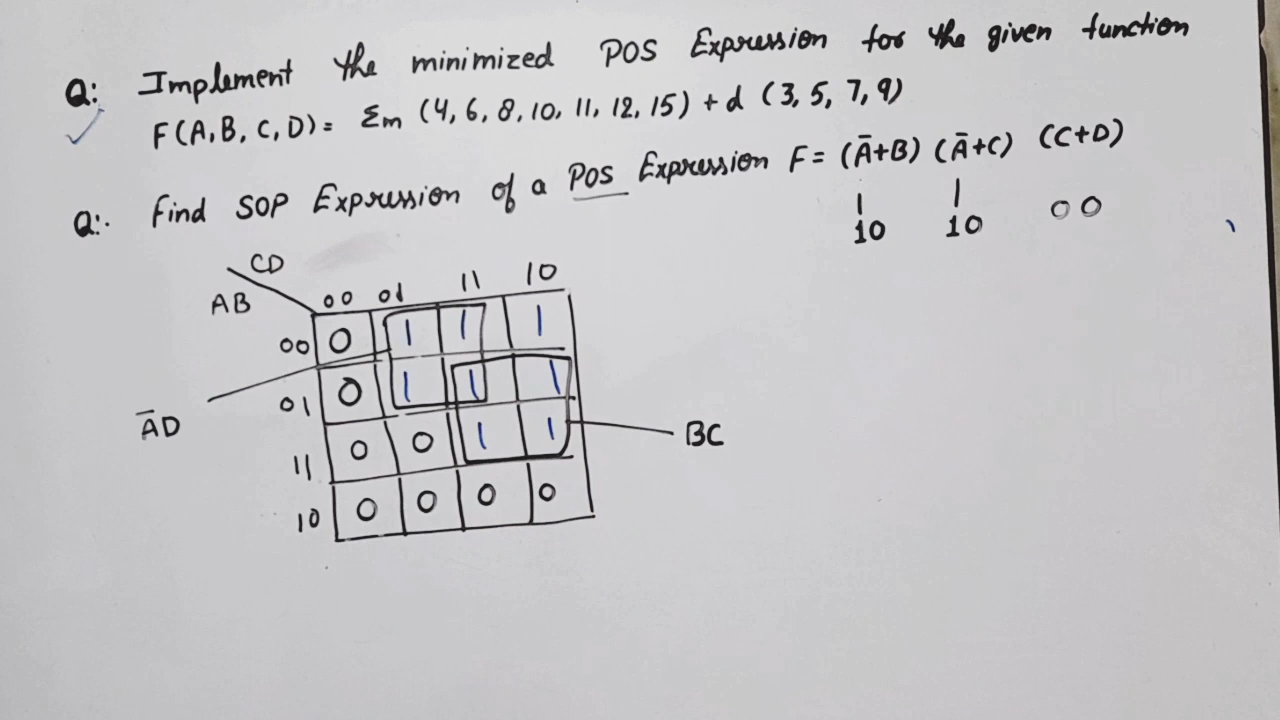 Q: Implement the minimized POS Expression for the given function
F(A,B,C,D) = Σm (4, 6, 8, 10, 11, 12, 15) + d (3, 5, 7, 9)
Q:. Find SOP Expression of a POS Expression F = (Ā+B) (Ā+C) (C+D)
1 1
10 10 00
CD
AB 00 01 11 10
00 0 1 1 1
01 0 1 1 1
ĀD
11 0 0 1 1
BC
10 0 0 0 0